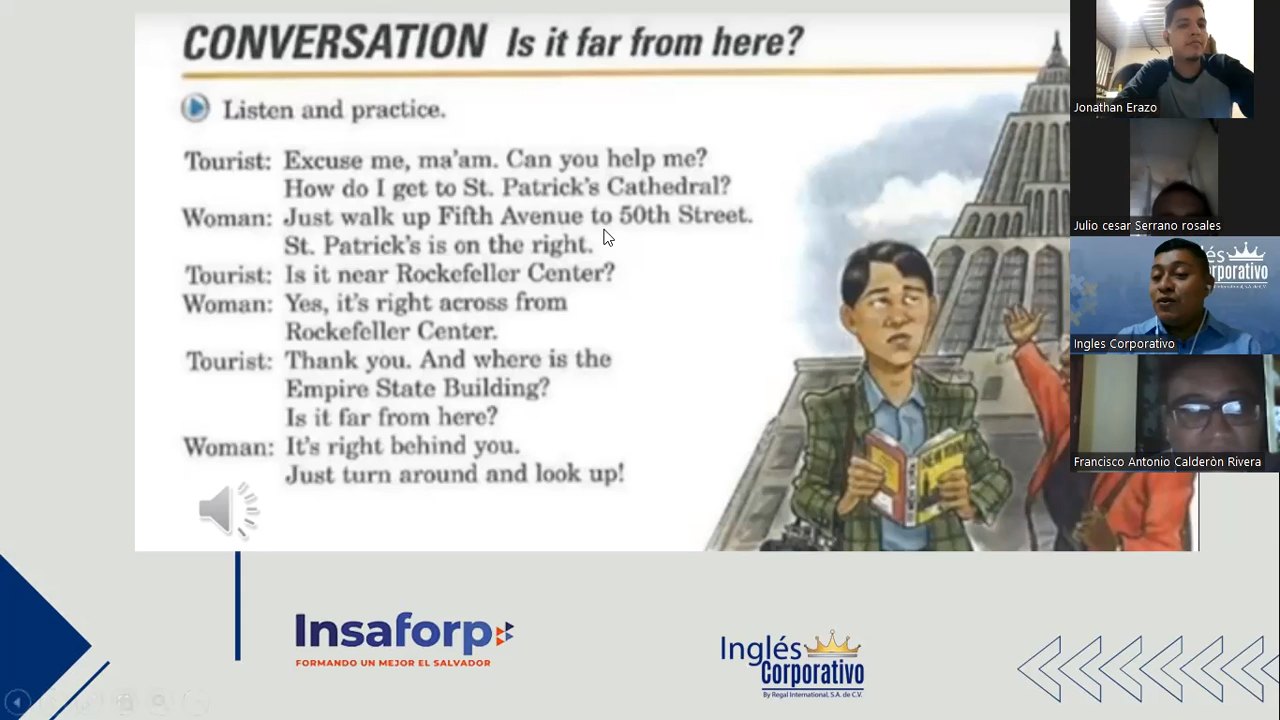 CONVERSATION Is it far from here?
Listen and practice.
Tourist: Excuse me, ma'am. Can you help me?
How do I get to St. Patrick's Cathedral?
Woman: Just walk up Fifth Avenue to 50th Street.
St. Patrick's is on the right.
Tourist: Is it near Rockefeller Center?
Woman: Yes, it's right across from
Rockefeller Center.
Tourist: Thank you. And where is the
Empire State Building?
Is it far from here?
Woman: It's right behind you.
Just turn around and look up!
Jonathan Erazo
Julio cesar Serrano rosales
Ingles Corporativo
Francisco Antonio Calderòn Rivera
Insaforp
FORMANDO UN MEJOR EL SALVADOR
Inglés
Corporativo
By Regal International, S.A. de C.V.